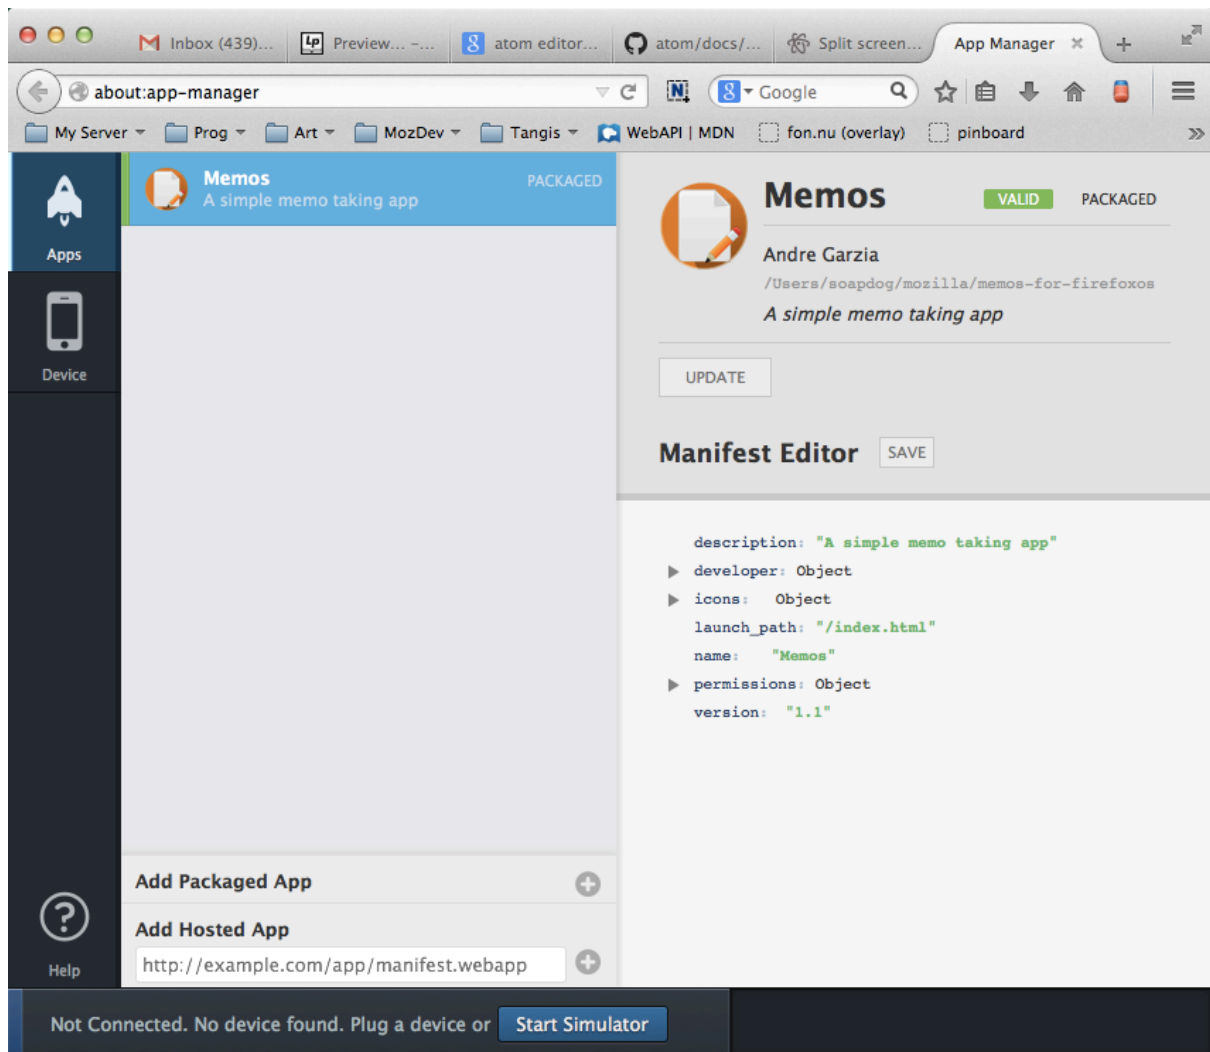 Inbox (439)... LP Preview... -... 8 atom editor... atom/docs/... Split screen... App Manager
about:app-manager N 8 Google
My Server Prog Art MozDev Tangis WebAPI | MDN fon.nu (overlay) pinboard
Apps
Device
Help
Memos PACKAGED
A simple memo taking app
Add Packaged App
Add Hosted App
http://example.com/app/manifest.webapp
Memos VALID PACKAGED
Andre Garzia
/Users/soapdog/mozilla/memos-for-firefoxos
A simple memo taking app
UPDATE
Manifest Editor SAVE
description: "A simple memo taking app"
developer: Object
icons: Object
launch_path: "/index.html"
name: "Memos"
permissions: Object
version: "1.1"
Not Connected. No device found. Plug a device or Start Simulator